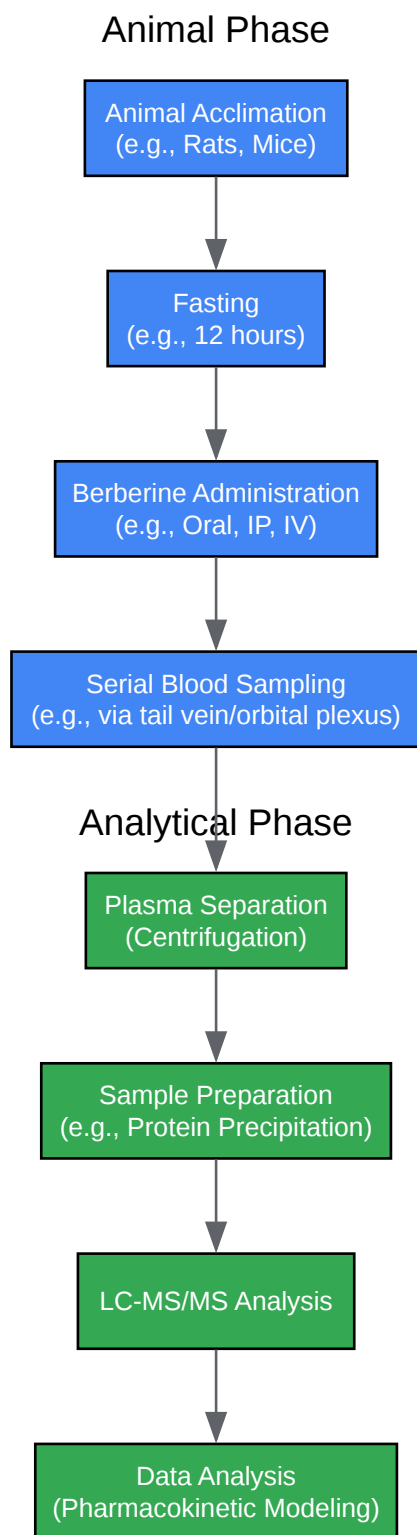 Animal Phase
Animal Acclimation
(e.g., Rats, Mice)
Fasting
(e.g., 12 hours)
Berberine Administration
(e.g., Oral, IP, IV)
Serial Blood Sampling
(e.g., via tail vein/orbital plexus)
Analytical Phase
Plasma Separation
(Centrifugation)
Sample Preparation
(e.g., Protein Precipitation)
LC-MS/MS Analysis
Data Analysis
(Pharmacokinetic Modeling)